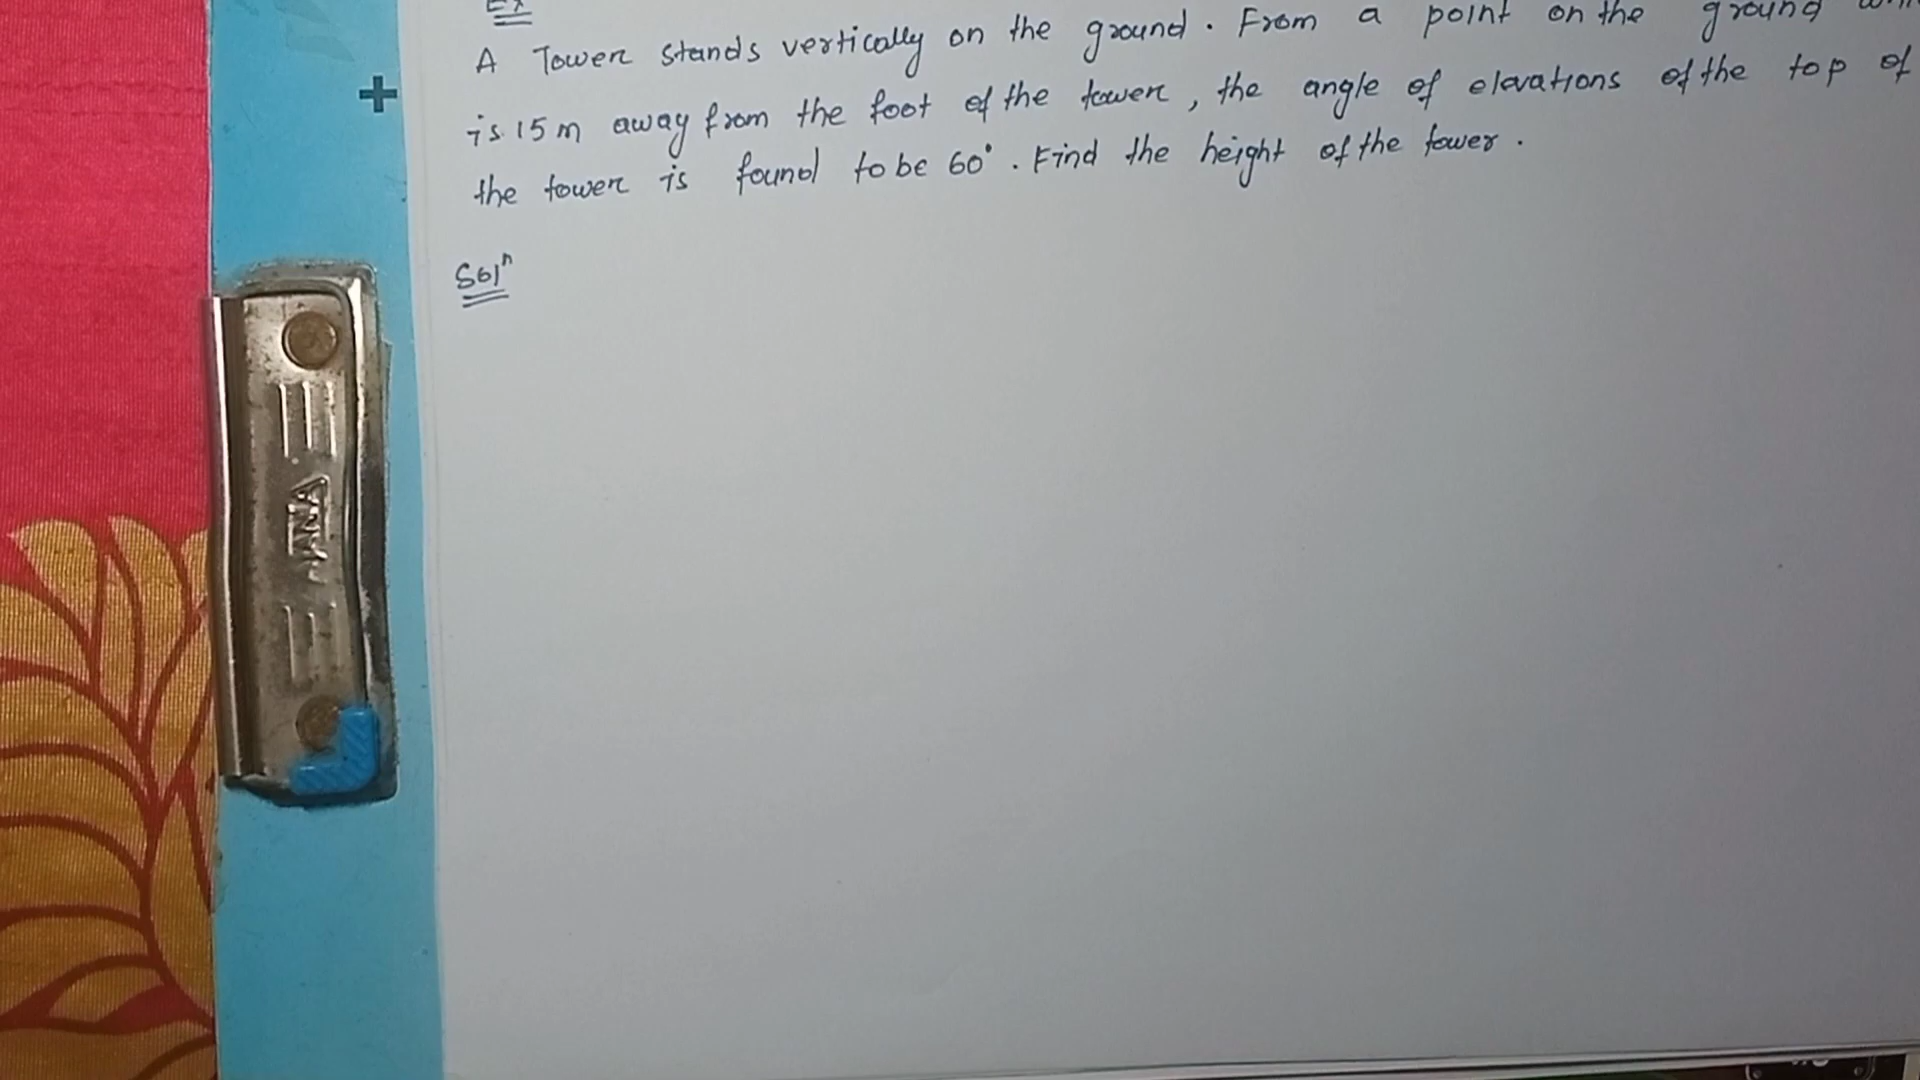 Ex
A Tower stands vertically on the ground. From a point on the ground
is 15 m away from the foot of the tower, the angle of elevations of the top of
the tower is found to be 60°. Find the height of the tower.
Solⁿ